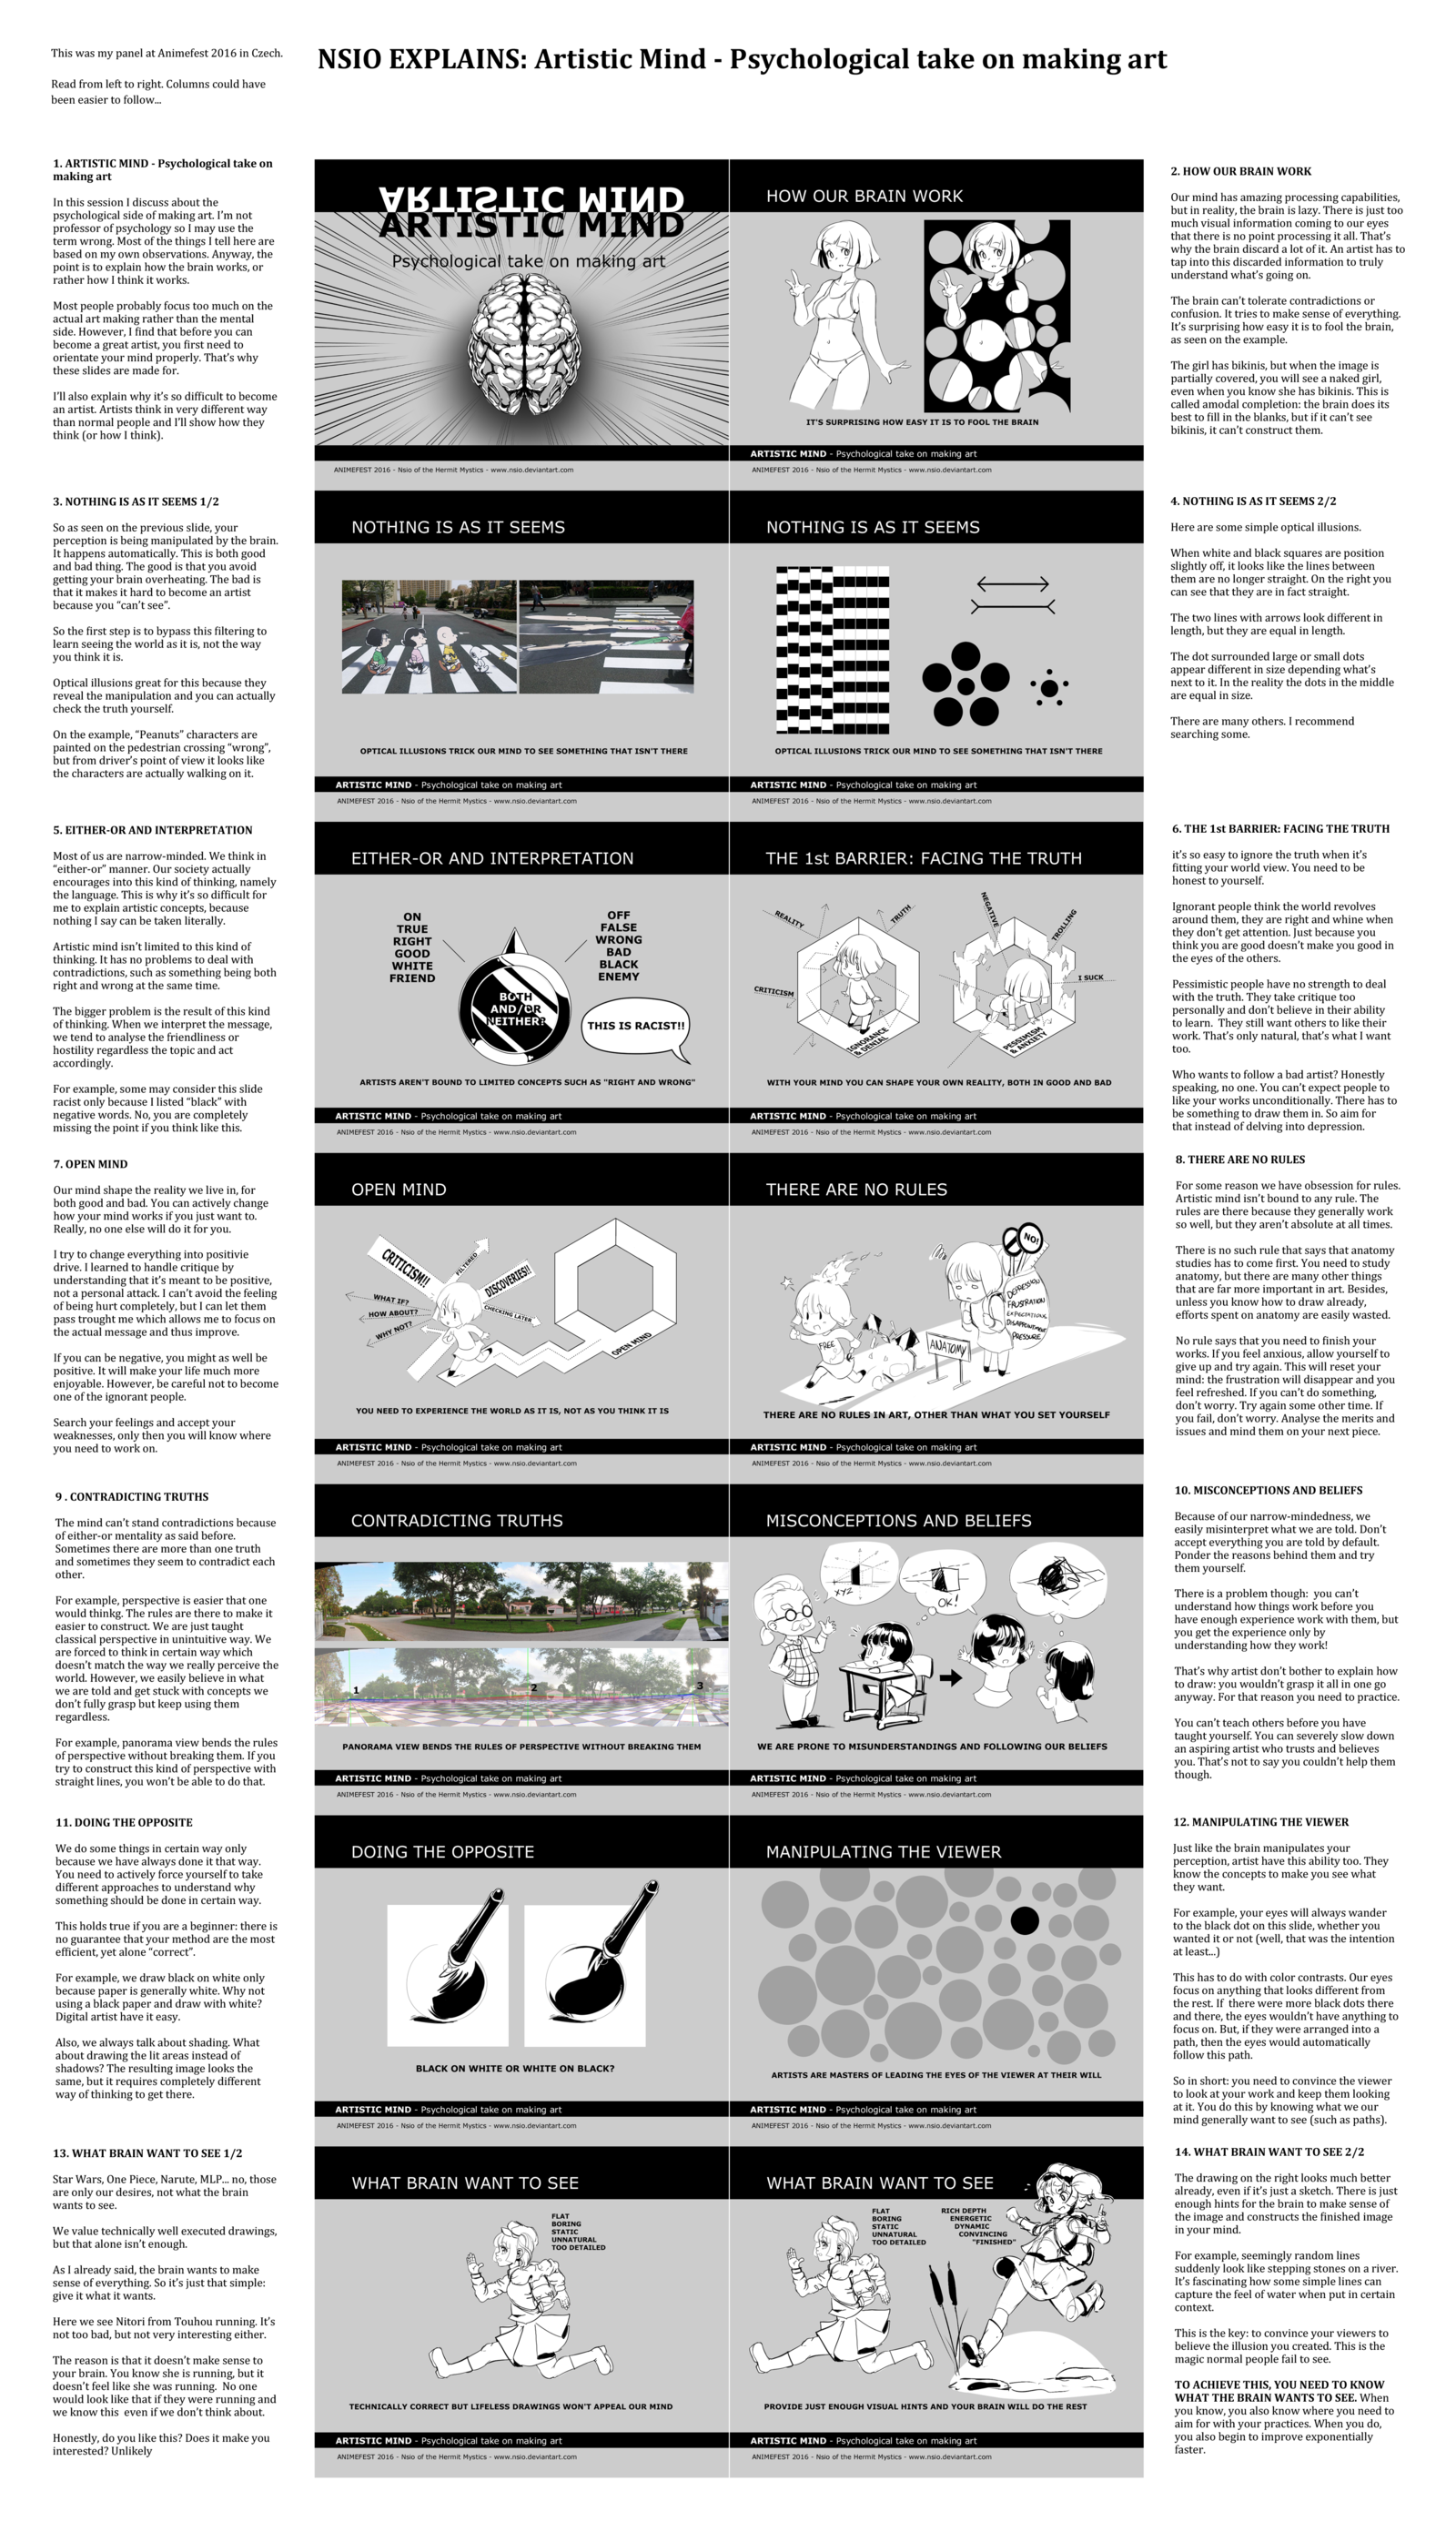 This was my panel at Animefest 2016 in Czech.
Read from left to right. Columns could have
been easier to follow...
NSIO EXPLAINS: Artistic Mind - Psychological take on making art
1. ARTISTIC MIND - Psychological take on
making art
In this session I discuss about the
psychological side of making art. I'm not
professor of psychology so I may use the
term wrong. Most of the things I tell here are
based on my own observations. Anyway, the
point is to explain how the brain works, or
rather how I think it works.
Most people probably focus too much on the
actual art making rather than the mental
side. However, I find that before you can
become a great artist, you first need to
orientate your mind properly. That's why
these slides are made for.
I'll also explain why it's so difficult to become
an artist. Artists think in very different way
than normal people and I'll show how they
think (or how I think).
ARTISTIC MIND
ARTISTIC MIND
Psychological take on making art
ANIMEFEST 2016 - Nsio of the Hermit Mystics - www.nsio.deviantart.com
HOW OUR BRAIN WORK
IT'S SURPRISING HOW EASY IT IS TO FOOL THE BRAIN
ARTISTIC MIND - Psychological take on making art
ANIMEFEST 2016 - Nsio of the Hermit Mystics - www.nsio.deviantart.com
2. HOW OUR BRAIN WORK
Our mind has amazing processing capabilities,
but in reality, the brain is lazy. There is just too
much visual information coming to our eyes
that there is no point processing it all. That's
why the brain discard a lot of it. An artist has to
tap into this discarded information to truly
understand what's going on.
The brain can't tolerate contradictions or
confusion. It tries to make sense of everything.
It's surprising how easy it is to fool the brain,
as seen on the example.
The girl has bikinis, but when the image is
partially covered, you will see a naked girl,
even when you know she has bikinis. This is
called amodal completion: the brain does its
best to fill in the blanks, but if it can't see
bikinis, it can't construct them.
3. NOTHING IS AS IT SEEMS 1/2
So as seen on the previous slide, your
perception is being manipulated by the brain.
It happens automatically. This is both good
and bad thing. The good is that you avoid
getting your brain overheating. The bad is
that it makes it hard to become an artist
because you "can't see".
So the first step is to bypass this filtering to
learn seeing the world as it is, not the way
you think it is.
Optical illusions great for this because they
reveal the manipulation and you can actually
check the truth yourself.
On the example, "Peanuts" characters are
painted on the pedestrian crossing "wrong",
but from driver's point of view it looks like
the characters are actually walking on it.
NOTHING IS AS IT SEEMS
OPTICAL ILLUSIONS TRICK OUR MIND TO SEE SOMETHING THAT ISN'T THERE
ARTISTIC MIND - Psychological take on making art
ANIMEFEST 2016 - Nsio of the Hermit Mystics - www.nsio.deviantart.com
NOTHING IS AS IT SEEMS
OPTICAL ILLUSIONS TRICK OUR MIND TO SEE SOMETHING THAT ISN'T THERE
ARTISTIC MIND - Psychological take on making art
ANIMEFEST 2016 - Nsio of the Hermit Mystics - www.nsio.deviantart.com
4. NOTHING IS AS IT SEEMS 2/2
Here are some simple optical illusions.
When white and black squares are position
slightly off, it looks like the lines between
them are no longer straight. On the right you
can see that they are in fact straight.
The two lines with arrows look different in
length, but they are equal in length.
The dot surrounded large or small dots
appear different in size depending what's
next to it. In the reality the dots in the middle
are equal in size.
There are many others. I recommend
searching some.
5. EITHER-OR AND INTERPRETATION
Most of us are narrow-minded. We think in
"either-or" manner. Our society actually
encourages into this kind of thinking, namely
the language. This is why it's so difficult for
me to explain artistic concepts, because
nothing I say can be taken literally.
Artistic mind isn't limited to this kind of
thinking. It has no problems to deal with
contradictions, such as something being both
right and wrong at the same time.
The bigger problem is the result of this kind
of thinking. When we interpret the message,
we tend to analyse the friendliness or
hostility regardless the topic and act
accordingly.
For example, some may consider this slide
racist only because I listed "black" with
negative words. No, you are completely
missing the point if you think like this.
EITHER-OR AND INTERPRETATION
ON
TRUE
RIGHT
GOOD
WHITE
FRIEND
OFF
FALSE
WRONG
BAD
BLACK
ENEMY
BOTH
AND/OR
NEITHER?
THIS IS RACIST!!
ARTISTS AREN'T BOUND TO LIMITED CONCEPTS SUCH AS "RIGHT AND WRONG"
ARTISTIC MIND - Psychological take on making art
ANIMEFEST 2016 - Nsio of the Hermit Mystics - www.nsio.deviantart.com
THE 1st BARRIER: FACING THE TRUTH
REALITY
TRUTH
CRITICISM
IGNORANCE
& DENIAL
NEGATIVE
TROLLING
I SUCK
PESSIMISM
& ANXIETY
WITH YOUR MIND YOU CAN SHAPE YOUR OWN REALITY, BOTH IN GOOD AND BAD
ARTISTIC MIND - Psychological take on making art
ANIMEFEST 2016 - Nsio of the Hermit Mystics - www.nsio.deviantart.com
6. THE 1st BARRIER: FACING THE TRUTH
it's so easy to ignore the truth when it's
fitting your world view. You need to be
honest to yourself.
Ignorant people think the world revolves
around them, they are right and whine when
they don't get attention. Just because you
think you are good doesn't make you good in
the eyes of the others.
Pessimistic people have no strength to deal
with the truth. They take critique too
personally and don't believe in their ability
to learn. They still want others to like their
work. That's only natural, that's what I want
too.
Who wants to follow a bad artist? Honestly
speaking, no one. You can't expect people to
like your works unconditionally. There has to
be something to draw them in. So aim for
that instead of delving into depression.
7. OPEN MIND
Our mind shape the reality we live in, for
both good and bad. You can actively change
how your mind works if you just want to.
Really, no one else will do it for you.
I try to change everything into positivie
drive. I learned to handle critique by
understanding that it's meant to be positive,
not a personal attack. I can't avoid the feeling
of being hurt completely, but I can let them
pass trought me which allows me to focus on
the actual message and thus improve.
If you can be negative, you might as well be
positive. It will make your life much more
enjoyable. However, be careful not to become
one of the ignorant people.
Search your feelings and accept your
weaknesses, only then you will know where
you need to work on.
OPEN MIND
CRITICISM!!
FILTERED
DISCOVERIES!!
WHAT IF?
HOW ABOUT?
WHY NOT?
CHECKING LATER
OPEN MIND
YOU NEED TO EXPERIENCE THE WORLD AS IT IS, NOT AS YOU THINK IT IS
ARTISTIC MIND - Psychological take on making art
ANIMEFEST 2016 - Nsio of the Hermit Mystics - www.nsio.deviantart.com
THERE ARE NO RULES
NO!
FREE
ANATOMY
DEPRESSION
FRUSTRATION
EXPECTATIONS
DISAPPOINTMENT
PRESSURE
THERE ARE NO RULES IN ART, OTHER THAN WHAT YOU SET YOURSELF
ARTISTIC MIND - Psychological take on making art
ANIMEFEST 2016 - Nsio of the Hermit Mystics - www.nsio.deviantart.com
8. THERE ARE NO RULES
For some reason we have obsession for rules.
Artistic mind isn't bound to any rule. The
rules are there because they generally work
so well, but they aren't absolute at all times.
There is no such rule that says that anatomy
studies has to come first. You need to study
anatomy, but there are many other things
that are far more important in art. Besides,
unless you know how to draw already,
efforts spent on anatomy are easily wasted.
No rule says that you need to finish your
works. If you feel anxious, allow yourself to
give up and try again. This will reset your
mind: the frustration will disappear and you
feel refreshed. If you can't do something,
don't worry. Try again some other time. If
you fail, don't worry. Analyse the merits and
issues and mind them on your next piece.
9 . CONTRADICTING TRUTHS
The mind can't stand contradictions because
of either-or mentality as said before.
Sometimes there are more than one truth
and sometimes they seem to contradict each
other.
For example, perspective is easier that one
would thinkg. The rules are there to make it
easier to construct. We are just taught
classical perspective in unintuitive way. We
are forced to think in certain way which
doesn't match the way we really perceive the
world. However, we easily believe in what
we are told and get stuck with concepts we
don't fully grasp but keep using them
regardless.
For example, panorama view bends the rules
of perspective without breaking them. If you
try to construct this kind of perspective with
straight lines, you won't be able to do that.
CONTRADICTING TRUTHS
1
2
3
PANORAMA VIEW BENDS THE RULES OF PERSPECTIVE WITHOUT BREAKING THEM
ARTISTIC MIND - Psychological take on making art
ANIMEFEST 2016 - Nsio of the Hermit Mystics - www.nsio.deviantart.com
MISCONCEPTIONS AND BELIEFS
XYZ
OK!
WE ARE PRONE TO MISUNDERSTANDINGS AND FOLLOWING OUR BELIEFS
ARTISTIC MIND - Psychological take on making art
ANIMEFEST 2016 - Nsio of the Hermit Mystics - www.nsio.deviantart.com
10. MISCONCEPTIONS AND BELIEFS
Because of our narrow-mindedness, we
easily misinterpret what we are told. Don't
accept everything you are told by default.
Ponder the reasons behind them and try
them yourself.
There is a problem though: you can't
understand how things work before you
have enough experience work with them, but
you get the experience only by
understanding how they work!
That's why artist don't bother to explain how
to draw: you wouldn't grasp it all in one go
anyway. For that reason you need to practice.
You can't teach others before you have
taught yourself. You can severely slow down
an aspiring artist who trusts and believes
you. That's not to say you couldn't help them
though.
11. DOING THE OPPOSITE
We do some things in certain way only
because we have always done it that way.
You need to actively force yourself to take
different approaches to understand why
something should be done in certain way.
This holds true if you are a beginner: there is
no guarantee that your method are the most
efficient, yet alone "correct".
For example, we draw black on white only
because paper is generally white. Why not
using a black paper and draw with white?
Digital artist have it easy.
Also, we always talk about shading. What
about drawing the lit areas instead of
shadows? The resulting image looks the
same, but it requires completely different
way of thinking to get there.
DOING THE OPPOSITE
BLACK ON WHITE OR WHITE ON BLACK?
ARTISTIC MIND - Psychological take on making art
ANIMEFEST 2016 - Nsio of the Hermit Mystics - www.nsio.deviantart.com
MANIPULATING THE VIEWER
ARTISTS ARE MASTERS OF LEADING THE EYES OF THE VIEWER AT THEIR WILL
ARTISTIC MIND - Psychological take on making art
ANIMEFEST 2016 - Nsio of the Hermit Mystics - www.nsio.deviantart.com
12. MANIPULATING THE VIEWER
Just like the brain manipulates your
perception, artist have this ability too. They
know the concepts to make you see what
they want.
For example, your eyes will always wander
to the black dot on this slide, whether you
wanted it or not (well, that was the intention
at least...)
This has to do with color contrasts. Our eyes
focus on anything that looks different from
the rest. If there were more black dots there
and there, the eyes wouldn't have anything to
focus on. But, if they were arranged into a
path, then the eyes would automatically
follow this path.
So in short: you need to convince the viewer
to look at your work and keep them looking
at it. You do this by knowing what we our
mind generally want to see (such as paths).
13. WHAT BRAIN WANT TO SEE 1/2
Star Wars, One Piece, Narute, MLP... no, those
are only our desires, not what the brain
wants to see.
We value technically well executed drawings,
but that alone isn't enough.
As I already said, the brain wants to make
sense of everything. So it's just that simple:
give it what it wants.
Here we see Nitori from Touhou running. It's
not too bad, but not very interesting either.
The reason is that it doesn't make sense to
your brain. You know she is running, but it
doesn't feel like she was running. No one
would look like that if they were running and
we know this even if we don't think about.
Honestly, do you like this? Does it make you
interested? Unlikely
WHAT BRAIN WANT TO SEE
FLAT
BORING
STATIC
UNNATURAL
TOO DETAILED
TECHNICALLY CORRECT BUT LIFELESS DRAWINGS WON'T APPEAL OUR MIND
ARTISTIC MIND - Psychological take on making art
ANIMEFEST 2016 - Nsio of the Hermit Mystics - www.nsio.deviantart.com
WHAT BRAIN WANT TO SEE
FLAT
BORING
STATIC
UNNATURAL
TOO DETAILED
RICH DEPTH
ENERGETIC
DYNAMIC
CONVINCING
"FINISHED"
PROVIDE JUST ENOUGH VISUAL HINTS AND YOUR BRAIN WILL DO THE REST
ARTISTIC MIND - Psychological take on making art
ANIMEFEST 2016 - Nsio of the Hermit Mystics - www.nsio.deviantart.com
14. WHAT BRAIN WANT TO SEE 2/2
The drawing on the right looks much better
already, even if it's just a sketch. There is just
enough hints for the brain to make sense of
the image and constructs the finished image
in your mind.
For example, seemingly random lines
suddenly look like stepping stones on a river.
It's fascinating how some simple lines can
capture the feel of water when put in certain
context.
This is the key: to convince your viewers to
believe the illusion you created. This is the
magic normal people fail to see.
TO ACHIEVE THIS, YOU NEED TO KNOW
WHAT THE BRAIN WANTS TO SEE. When
you know, you also know where you need to
aim for with your practices. When you do,
you also begin to improve exponentially
faster.